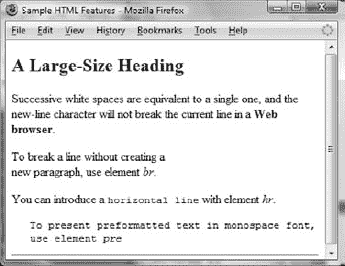 Sample HTML Features - Mozilla Firefox
File Edit View History Bookmarks Tools Help
A Large-Size Heading
Successive white spaces are equivalent to a single one, and the
new-line character will not break the current line in a Web
browser.
To break a line without creating a
new paragraph, use element br.
You can introduce a horizontal line with element hr.
To present preformatted text in monospace font,
use element pre